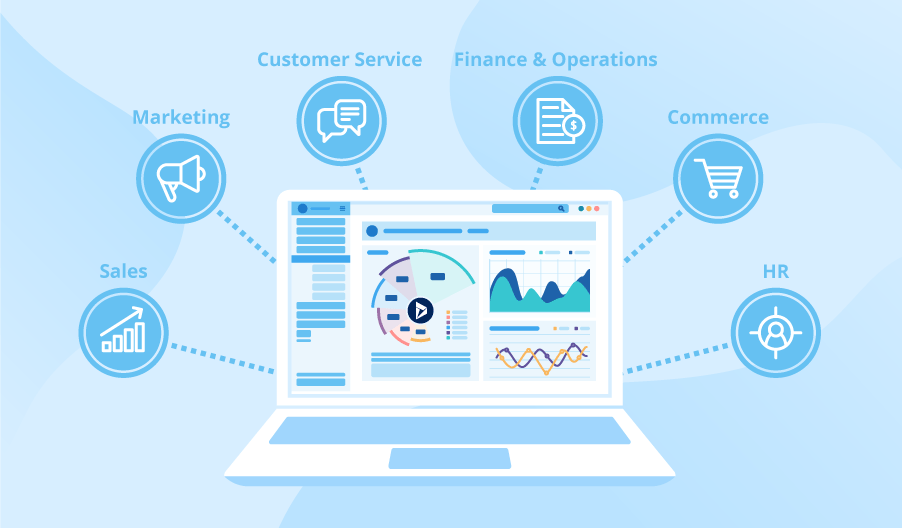 Customer Service
Finance & Operations
Marketing
Commerce
Sales
HR
$